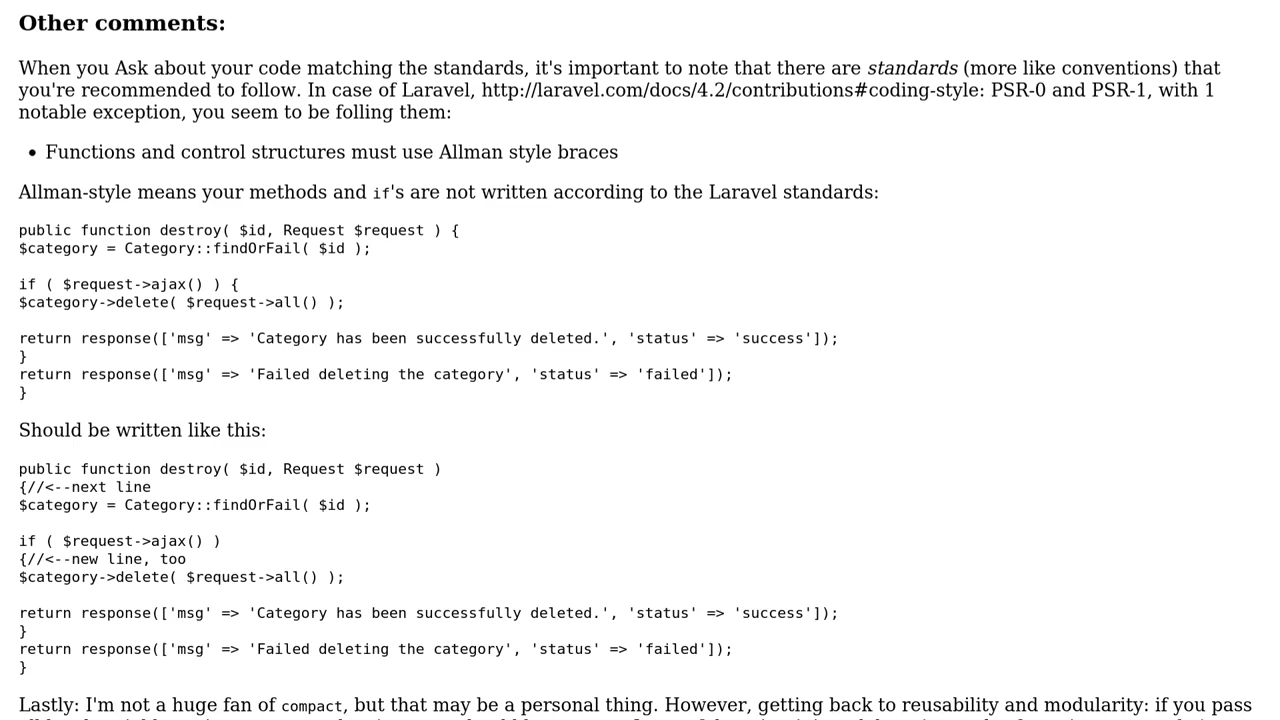 Other comments:
When you Ask about your code matching the standards, it's important to note that there are standards (more like conventions) that
you're recommended to follow. In case of Laravel, http://laravel.com/docs/4.2/contributions#coding-style: PSR-0 and PSR-1, with 1
notable exception, you seem to be folling them:
• Functions and control structures must use Allman style braces
Allman-style means your methods and if's are not written according to the Laravel standards:
public function destroy( $id, Request $request ) {
$category = Category::findOrFail( $id );
if ( $request->ajax() ) {
$category->delete( $request->all() );
return response(['msg' => 'Category has been successfully deleted.', 'status' => 'success']);
}
return response(['msg' => 'Failed deleting the category', 'status' => 'failed']);
}
Should be written like this:
public function destroy( $id, Request $request )
{//<--next line
$category = Category::findOrFail( $id );
if ( $request->ajax() )
{//<--new line, too
$category->delete( $request->all() );
return response(['msg' => 'Category has been successfully deleted.', 'status' => 'success']);
}
return response(['msg' => 'Failed deleting the category', 'status' => 'failed']);
}
Lastly: I'm not a huge fan of compact, but that may be a personal thing. However, getting back to reusability and modularity: if you pass